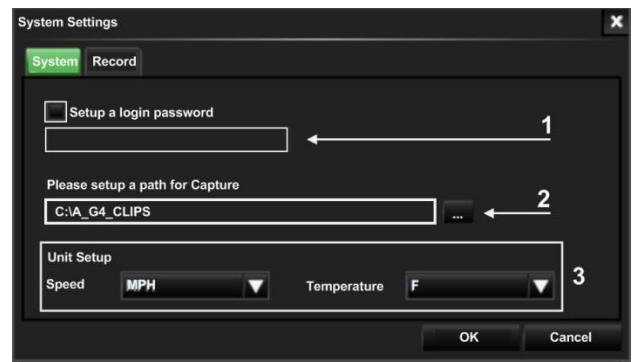 System Settings
System Record
Setup a login password
1
Please setup a path for Capture
C:\A_G4_CLIPS ... 2
Unit Setup
Speed MPH Temperature F 3
OK Cancel